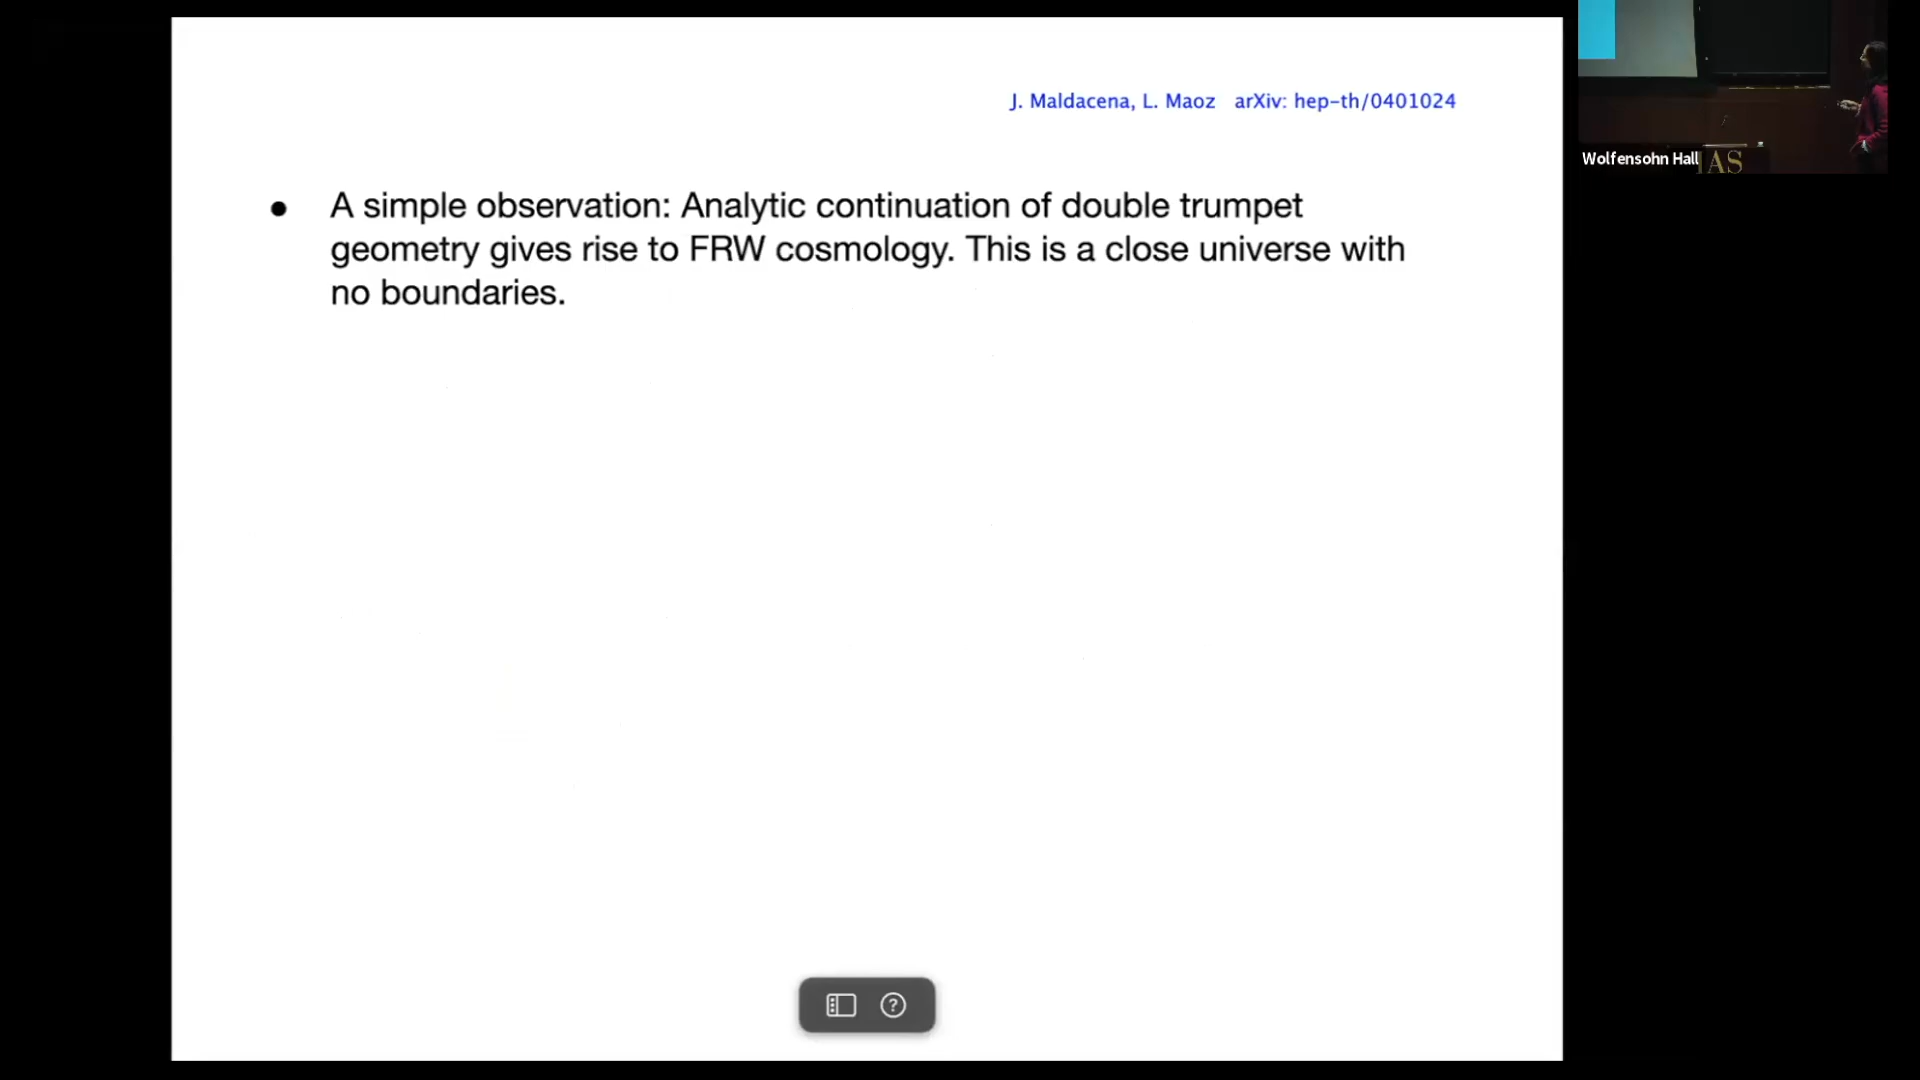 J. Maldacena, L. Maoz arXiv: hep-th/0401024
● A simple observation: Analytic continuation of double trumpet
geometry gives rise to FRW cosmology. This is a close universe with
no boundaries.
Wolfensohn Hall
IAS
?